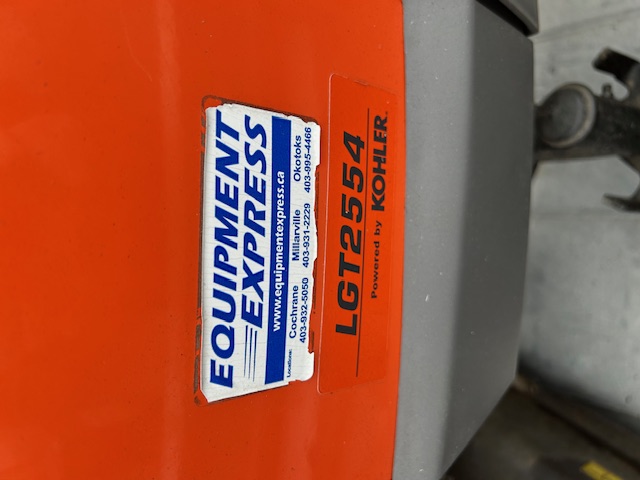 EQUIPMENT
EXPRESS
www.equipmentexpress.ca
Locations: Cochrane Millarville Okotoks
403-932-5050 403-931-2229 403-995-4466
LGT2554
Powered by KOHLER